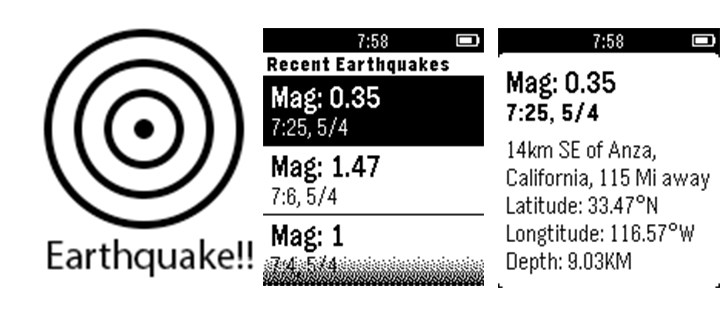 Earthquake!!
7:58
Recent Earthquakes
Mag: 0.35
7:25, 5/4
Mag: 1.47
7:6, 5/4
Mag: 1
7:4, 5/4
7:58
Mag: 0.35
7:25, 5/4
14km SE of Anza,
California, 115 Mi away
Latitude: 33.47°N
Longtitude: 116.57°W
Depth: 9.03KM